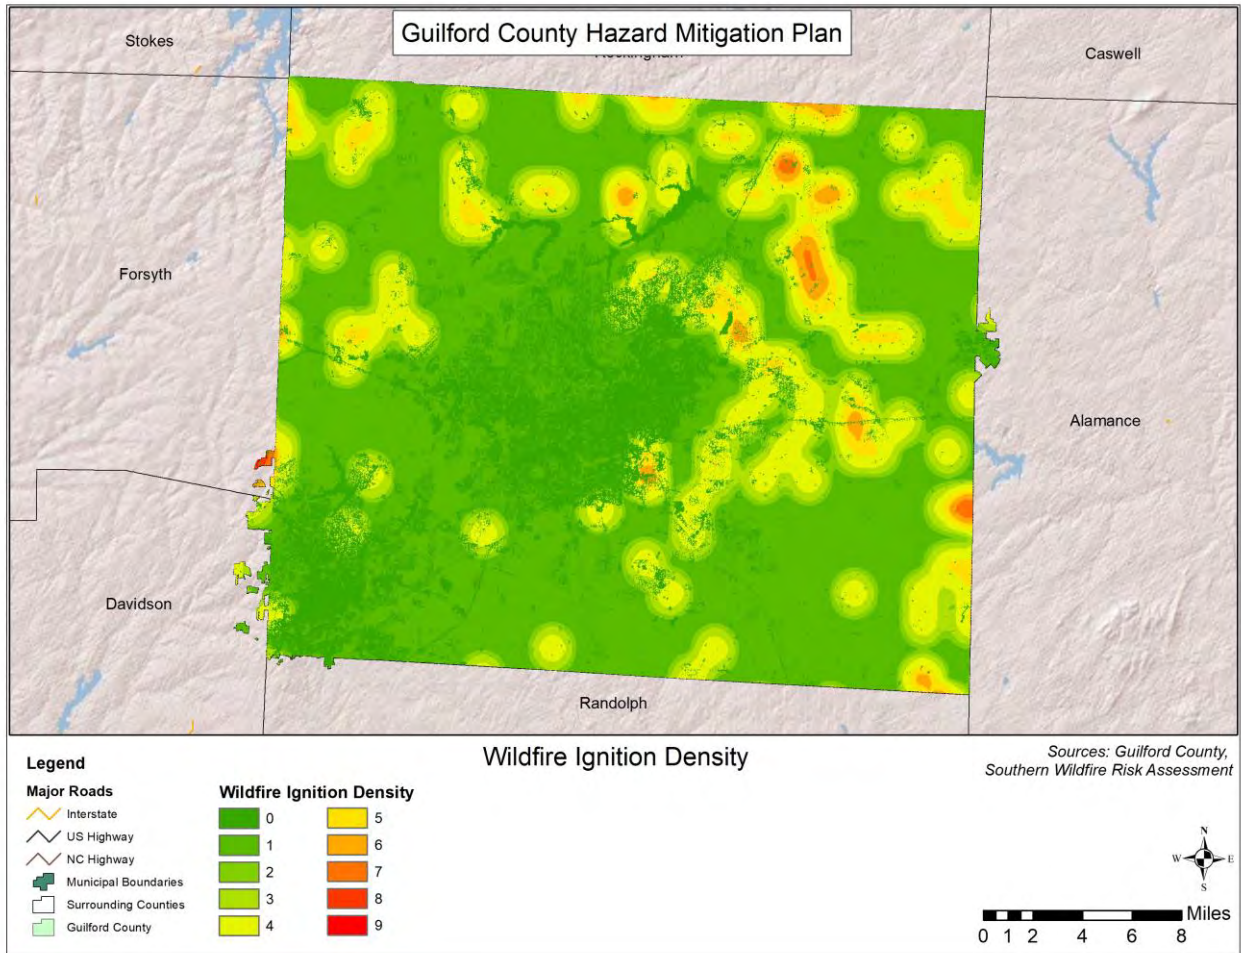 Guilford County Hazard Mitigation Plan
Stokes
Caswell
Forsyth
Alamance
Davidson
Randolph
Wildfire Ignition Density
Sources: Guilford County,
Southern Wildfire Risk Assessment
Legend
Major Roads
Interstate
US Highway
NC Highway
Municipal Boundaries
Surrounding Counties
Guilford County
Wildfire Ignition Density
0
1
2
3
4
5
6
7
8
9
N
W
E
S
Miles
0 1 2 4 6 8